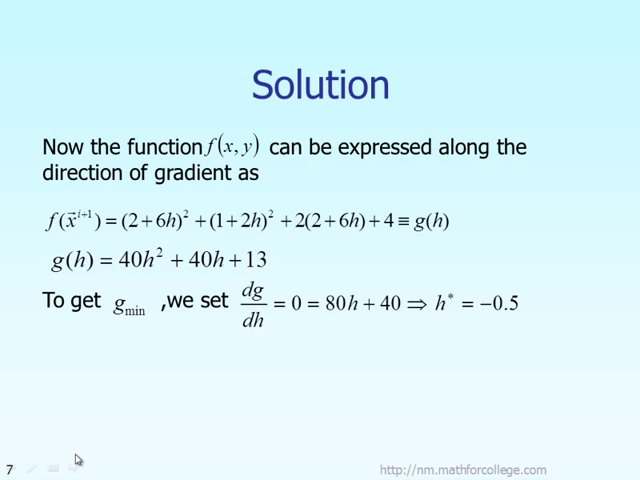 Solution
Now the function f(x, y) can be expressed along the
direction of gradient as
f(x⃗^{i+1}) = (2 + 6h)² + (1 + 2h)² + 2(2 + 6h) + 4 ≡ g(h)
g(h) = 40h² + 40h + 13
To get g_min ,we set dg/dh = 0 = 80h + 40 ⇒ h* = −0.5
7
http://nm.mathforcollege.com